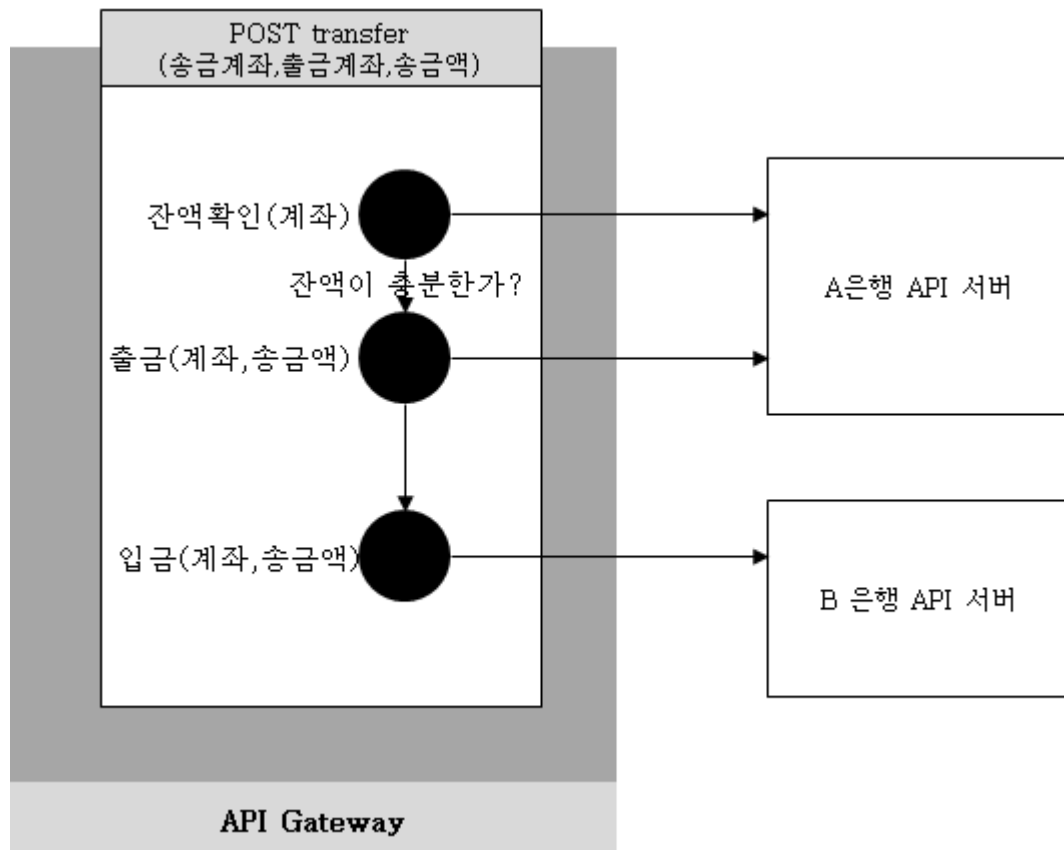 POST transfer
(송금계좌,출금계좌,송금액)
잔액확인(계좌)
잔액이 충분한가?
출금(계좌,송금액)
입금(계좌,송금액)
A은행 API 서버
B 은행 API 서버
API Gateway